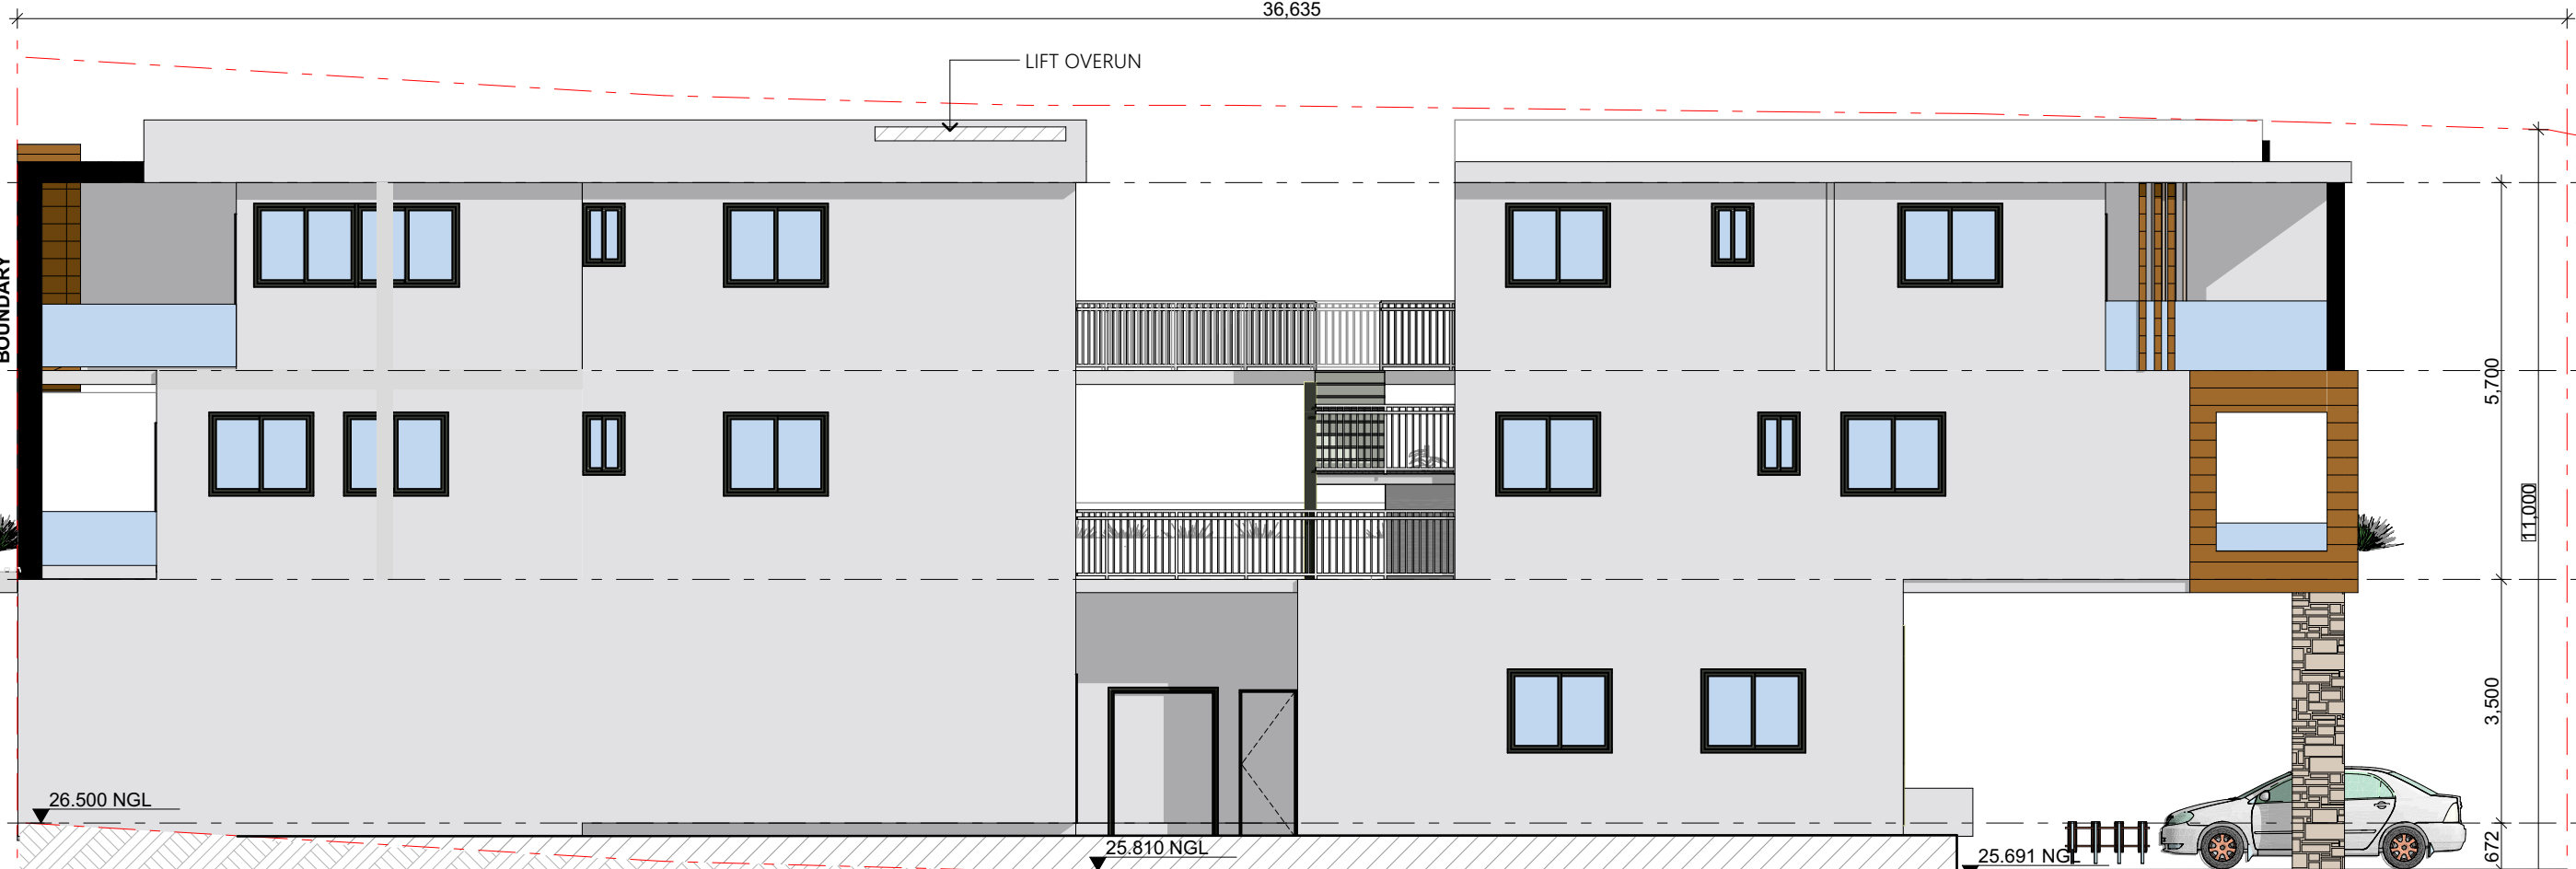 36,635
LIFT OVERUN
BOUNDARY
5,700
11,000
3,500
26.500 NGL
25.810 NGL
25.691 NGL
672